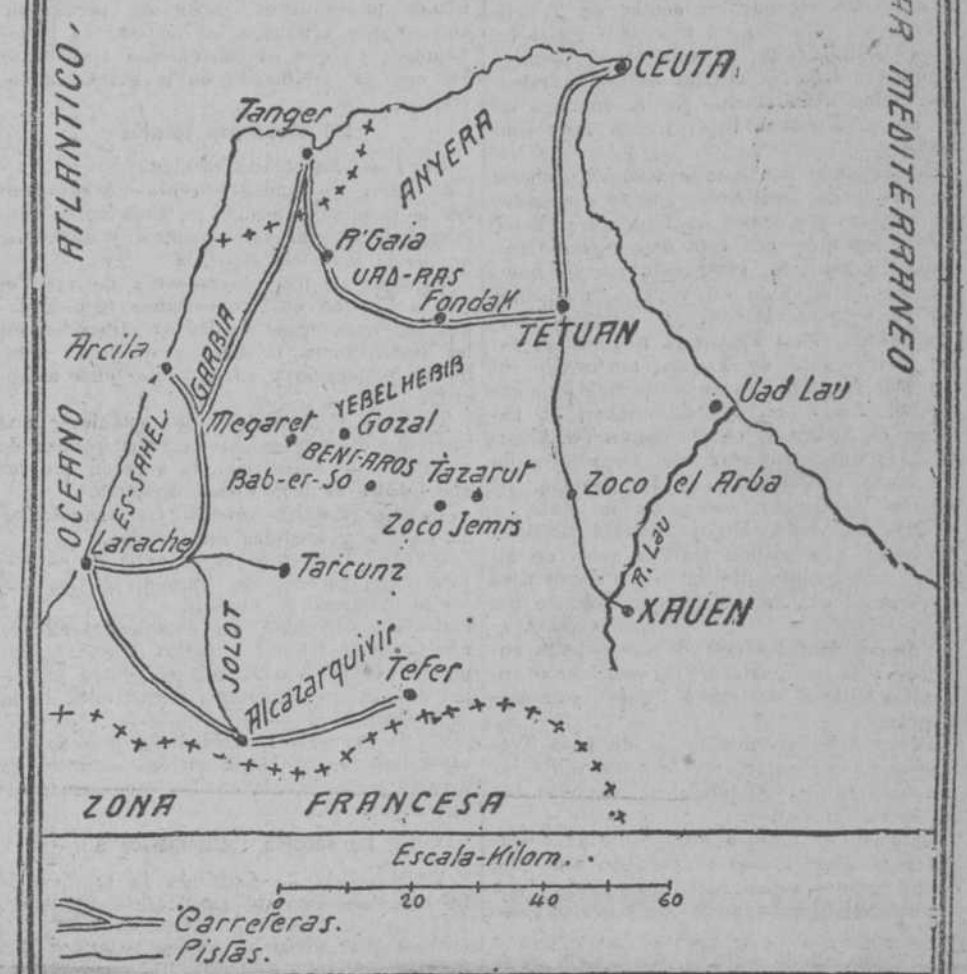 ATLANTICO.
OCEANO
MAR MEDITERRANEO
CEUTA
Tanger
ANYERA
R'Gaia
UAD-RAS
Fondak
TETUAN
Arcila
GARBIA
YEBEL HEBIB
Uad Lau
Megaret
Gozal
BENI-AROS
ES-SAHEL
Bab-er-So
Tazarut
Zoco el Arba
Zoco Jemis
Larache
R. Lau
Tarcunz
XAUEN
JOLOT
Alcazarquivir
Tefer
ZONA FRANCESA
Escala-Kilom.
0 20 40 60
Carreteras.
Pistas.